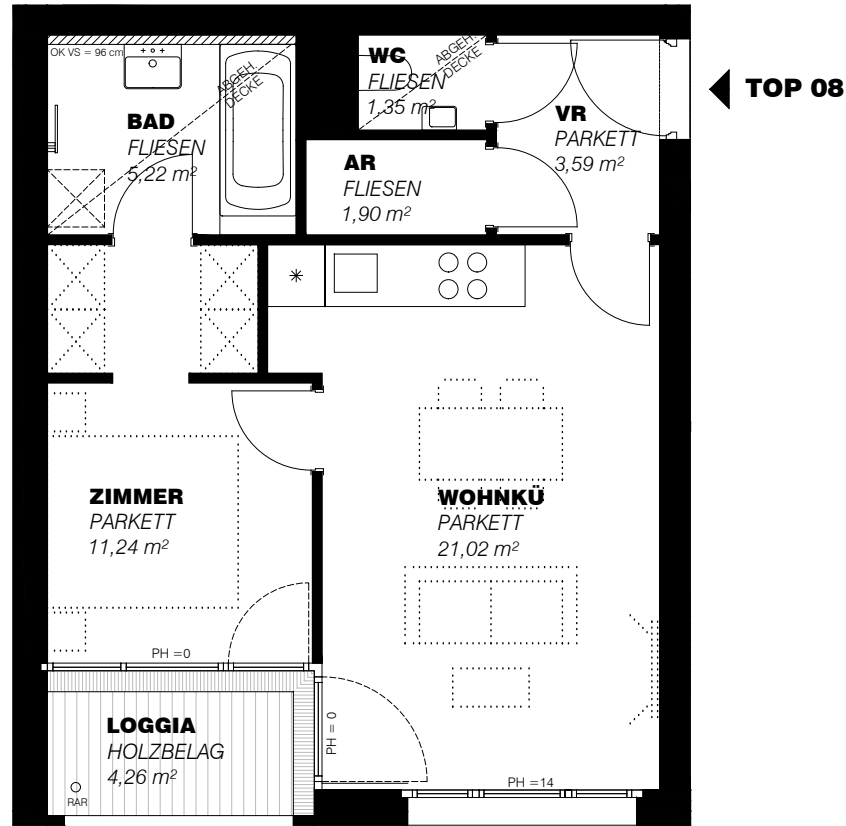 OK VS = 96 cm
ABGEH.
DECKE
BAD
FLIESEN
5,22 m²
WC
FLIESEN
1,35 m²
ABGEH.
DECKE
VR
PARKETT
3,59 m²
TOP 08
AR
FLIESEN
1,90 m²
ZIMMER
PARKETT
11,24 m²
WOHNKÜ
PARKETT
21,02 m²
PH =0
LOGGIA
HOLZBELAG
4,26 m²
RAR
PH = 0
PH =14